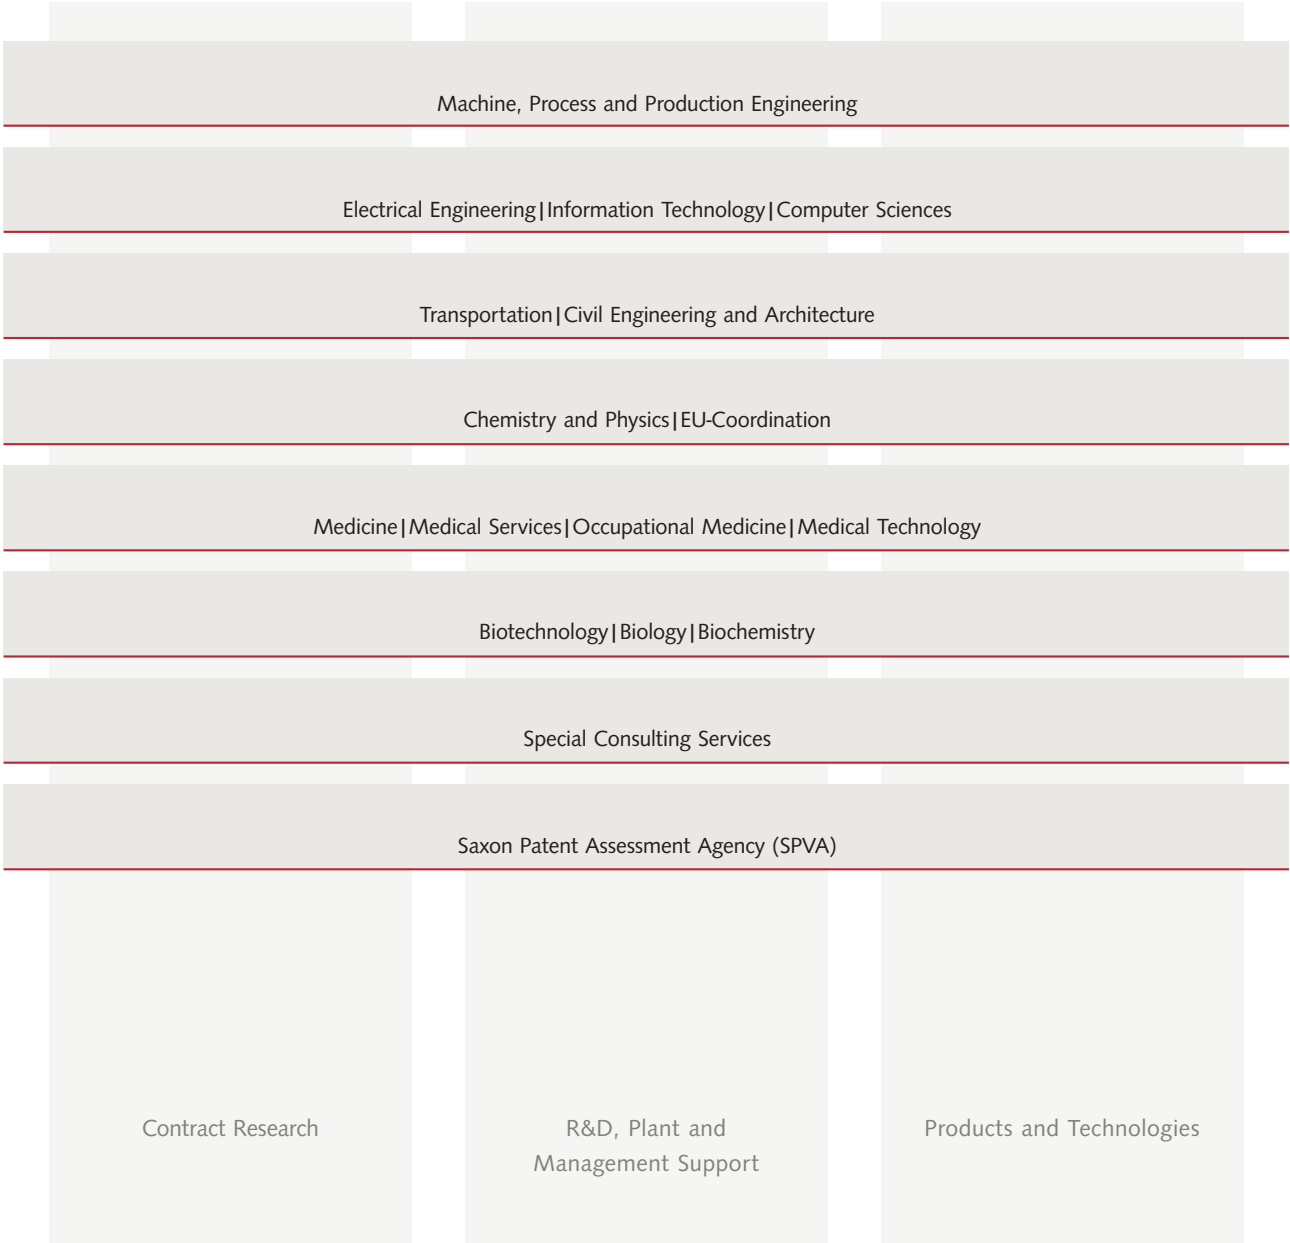 Machine, Process and Production Engineering
Electrical Engineering|Information Technology|Computer Sciences
Transportation|Civil Engineering and Architecture
Chemistry and Physics|EU-Coordination
Medicine|Medical Services|Occupational Medicine|Medical Technology
Biotechnology|Biology|Biochemistry
Special Consulting Services
Saxon Patent Assessment Agency (SPVA)
Contract Research
R&D, Plant and
Management Support
Products and Technologies